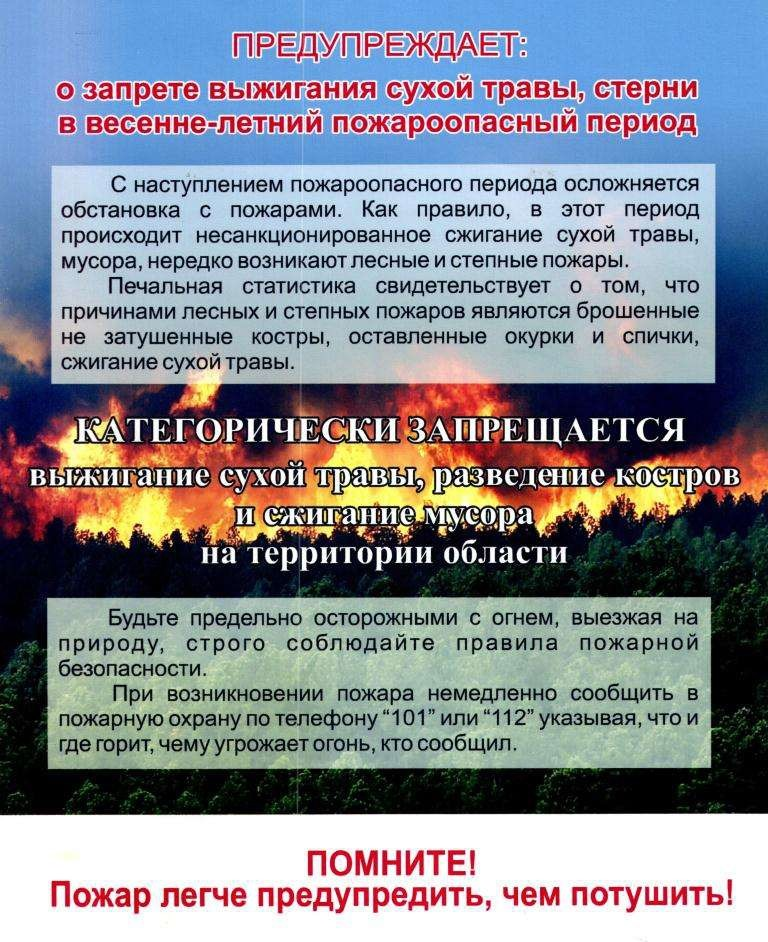 ПРЕДУПРЕЖДАЕТ:
о запрете выжигания сухой травы, стерни
в весенне-летний пожароопасный период
С наступлением пожароопасного периода осложняется
обстановка с пожарами. Как правило, в этот период
происходит несанкционированное сжигание сухой травы,
мусора, нередко возникают лесные и степные пожары.
Печальная статистика свидетельствует о том, что
причинами лесных и степных пожаров являются брошенные
не затушенные костры, оставленные окурки и спички,
сжигание сухой травы.
КАТЕГОРИЧЕСКИ ЗАПРЕЩАЕТСЯ
выжигание сухой травы, разведение костров
и сжигание мусора
на территории области
Будьте предельно осторожными с огнем, выезжая на
природу, строго соблюдайте правила пожарной
безопасности.
При возникновении пожара немедленно сообщить в
пожарную охрану по телефону “101” или “112” указывая, что и
где горит, чему угрожает огонь, кто сообщил.
ПОМНИТЕ!
Пожар легче предупредить, чем потушить!